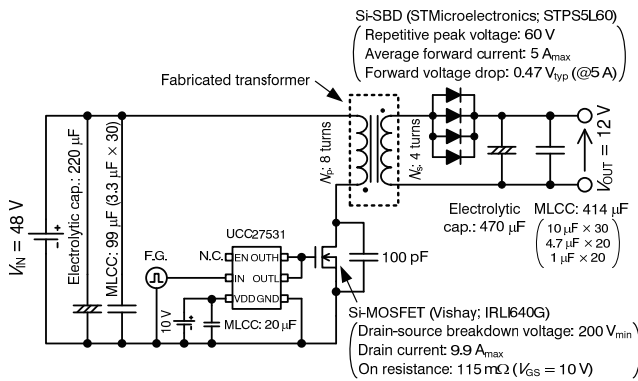 Si-SBD (STMicroelectronics; STPS5L60)
Repetitive peak voltage: 60 V
Average forward current: 5 Amax
Forward voltage drop: 0.47 Vtyp (@5 A)
Fabricated transformer
Electrolytic cap.: 220 μF
MLCC: 99 μF (3.3 μF × 30)
Np: 8 turns
Ns: 4 turns
VOUT = 12 V
VIN = 48 V
+
-
Electrolytic
cap.: 470 μF
MLCC: 414 μF
10 μF × 30
4.7 μF × 20
1 μF × 20
UCC27531
F.G.
N.C.
EN OUTH
IN OUTL
VDD GND
100 pF
10 V
+
-
MLCC: 20 μF
Si-MOSFET (Vishay; IRLI640G)
Drain-source breakdown voltage: 200 Vmin
Drain current: 9.9 Amax
On resistance: 115 mΩ (VGS = 10 V)